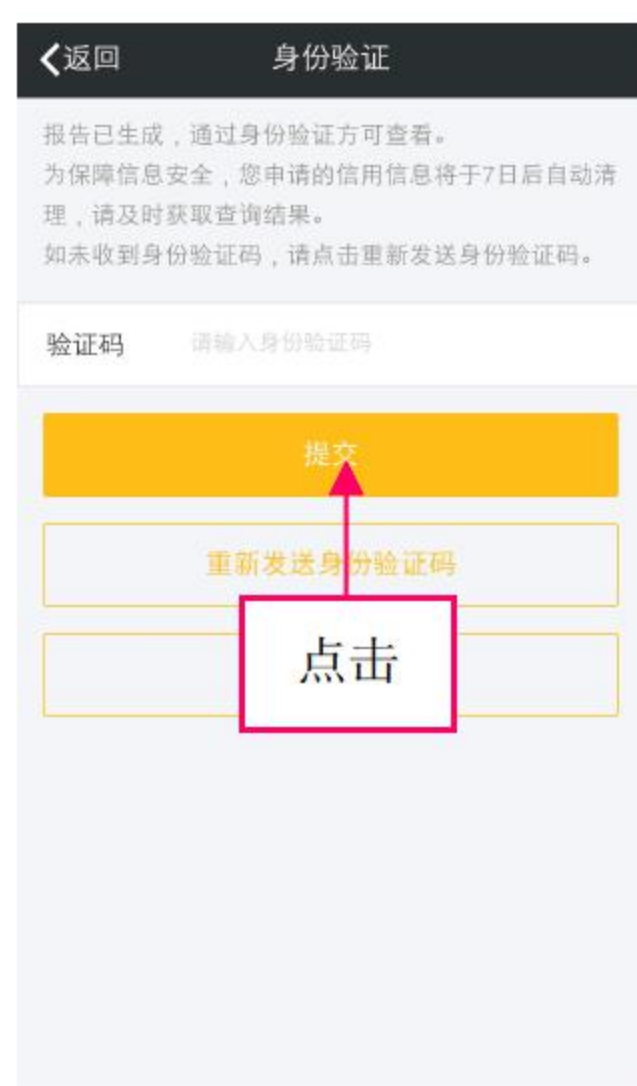 返回
身份验证
报告已生成，通过身份验证方可查看。
为保障信息安全，您申请的信用信息将于7日后自动清
理，请及时获取查询结果。
如未收到身份验证码，请点击重新发送身份验证码。
验证码 请输入身份验证码
提交
重新发送身份验证码
点击